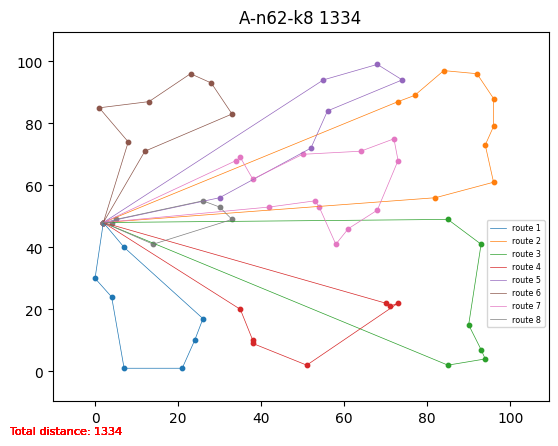 A-n62-k8 1334
100
80
60
40
20
0
0 20 40 60 80 100
route 1
route 2
route 3
route 4
route 5
route 6
route 7
route 8
Total distance: 1334